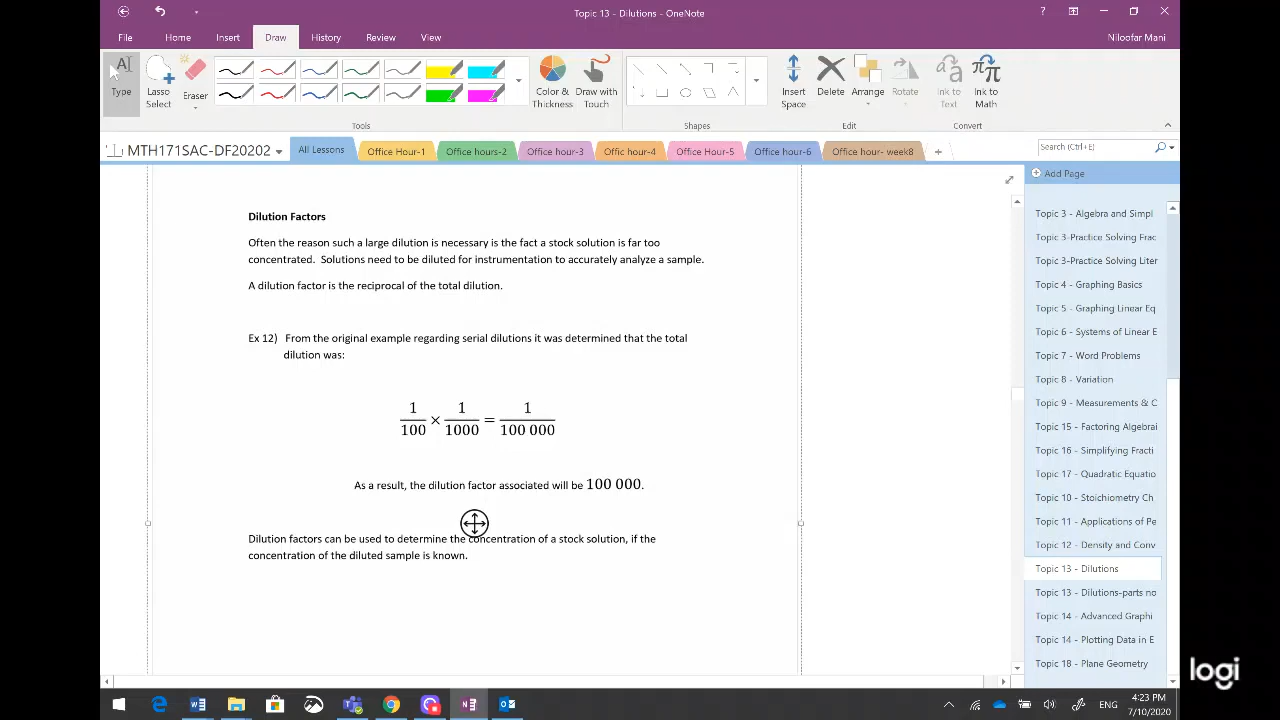 Topic 13 - Dilutions - OneNote
?
File
Home
Insert
Draw
History
Review
View
Niloofar Mani
Type
Lasso Select
Eraser
Color & Thickness
Draw with Touch
Insert Space
Delete
Arrange
Rotate
Ink to Text
Ink to Math
Tools
Shapes
Edit
Convert
MTH171SAC-DF20202
All Lessons
Office Hour-1
Office hours-2
Office hour-3
Offic hour-4
Office Hour-5
Office hour-6
Office hour- week8
+
Search (Ctrl+E)
Add Page
Dilution Factors
Often the reason such a large dilution is necessary is the fact a stock solution is far too
concentrated. Solutions need to be diluted for instrumentation to accurately analyze a sample.
A dilution factor is the reciprocal of the total dilution.
Ex 12) From the original example regarding serial dilutions it was determined that the total
dilution was:
1/100 × 1/1000 = 1/100 000
As a result, the dilution factor associated will be 100 000.
Dilution factors can be used to determine the concentration of a stock solution, if the
concentration of the diluted sample is known.
Topic 3 - Algebra and Simpl
Topic 3-Practice Solving Frac
Topic 3-Practice Solving Liter
Topic 4 - Graphing Basics
Topic 5 - Graphing Linear Eq
Topic 6 - Systems of Linear E
Topic 7 - Word Problems
Topic 8 - Variation
Topic 9 - Measurements & C
Topic 15 - Factoring Algebrai
Topic 16 - Simplifying Fracti
Topic 17 - Quadratic Equatio
Topic 10 - Stoichiometry Ch
Topic 11 - Applications of Pe
Topic 12 - Density and Conv
Topic 13 - Dilutions
Topic 13 - Dilutions-parts no
Topic 14 - Advanced Graphi
Topic 14 - Plotting Data in E
Topic 18 - Plane Geometry
logi
ENG
4:23 PM
7/10/2020